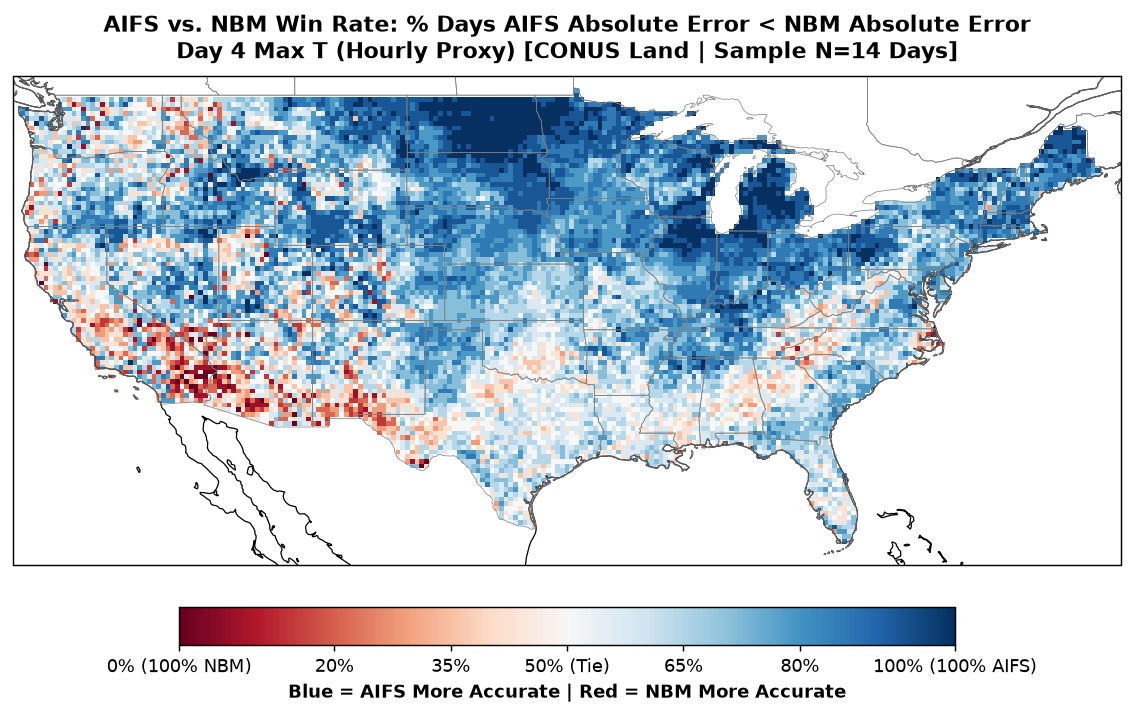 AIFS vs. NBM Win Rate: % Days AIFS Absolute Error < NBM Absolute Error
Day 4 Max T (Hourly Proxy) [CONUS Land | Sample N=14 Days]
0% (100% NBM) 20% 35% 50% (Tie) 65% 80% 100% (100% AIFS)
Blue = AIFS More Accurate | Red = NBM More Accurate